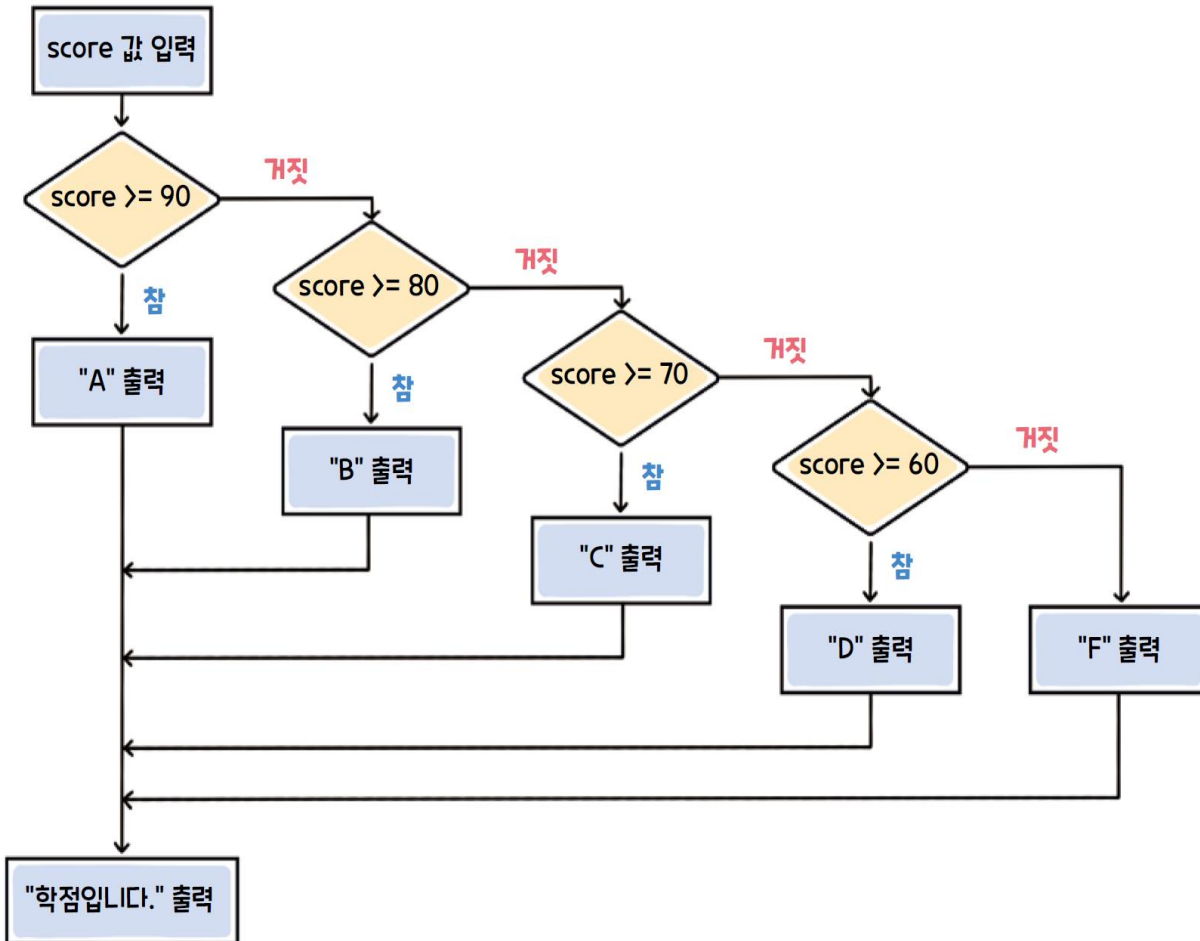 score 값 입력
score >= 90
거짓
참
"A" 출력
score >= 80
거짓
참
"B" 출력
score >= 70
거짓
참
"C" 출력
score >= 60
거짓
참
"D" 출력
"F" 출력
"학점입니다." 출력